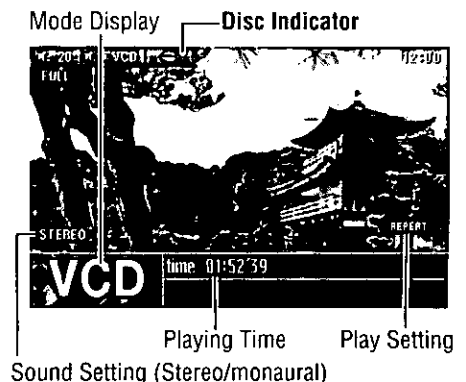 Mode Display
Disc Indicator
VCD
12:00
FULL
STEREO
REPEAT
VCD
time 01:52'39
Playing Time
Play Setting
Sound Setting (Stereo/monaural)